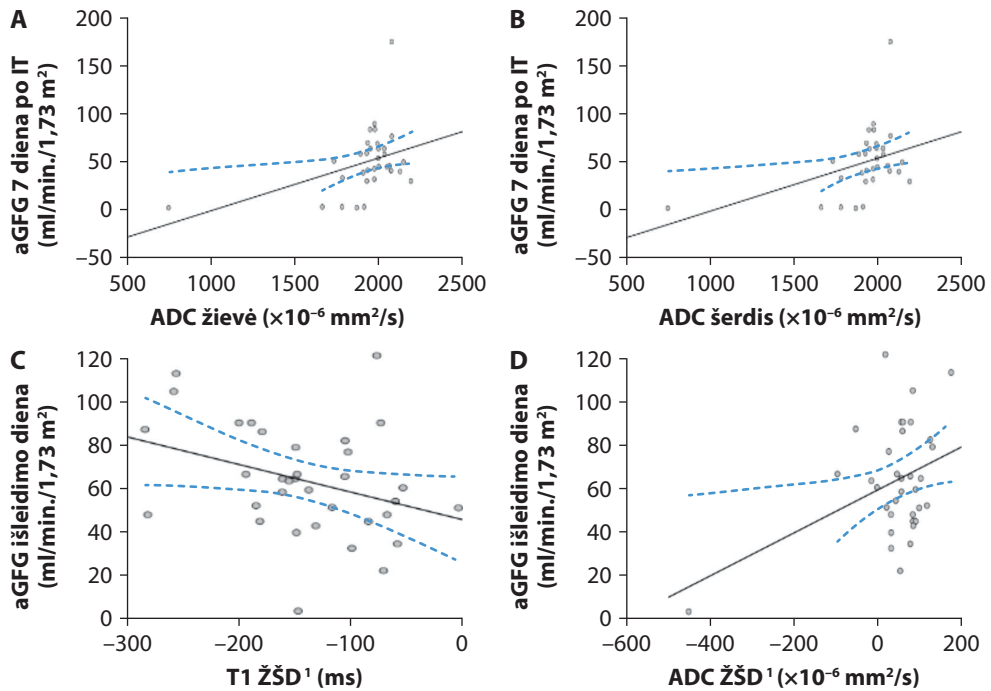 A
aGFG 7 diena po IT
(ml/min./1,73 m²)
200
150
100
50
0
−50
500
1000
1500
2000
2500
ADC žievė (×10⁻⁶ mm²/s)
B
aGFG 7 diena po IT
(ml/min./1,73 m²)
200
150
100
50
0
−50
500
1000
1500
2000
2500
ADC šerdis (×10⁻⁶ mm²/s)
C
aGFG išleidimo diena
(ml/min./1,73 m²)
120
100
80
60
40
20
0
−300
−200
−100
0
T1 ŽŠD¹ (ms)
D
aGFG išleidimo diena
(ml/min./1,73 m²)
120
100
80
60
40
20
0
−600
−400
−200
0
200
ADC ŽŠD¹ (×10⁻⁶ mm²/s)